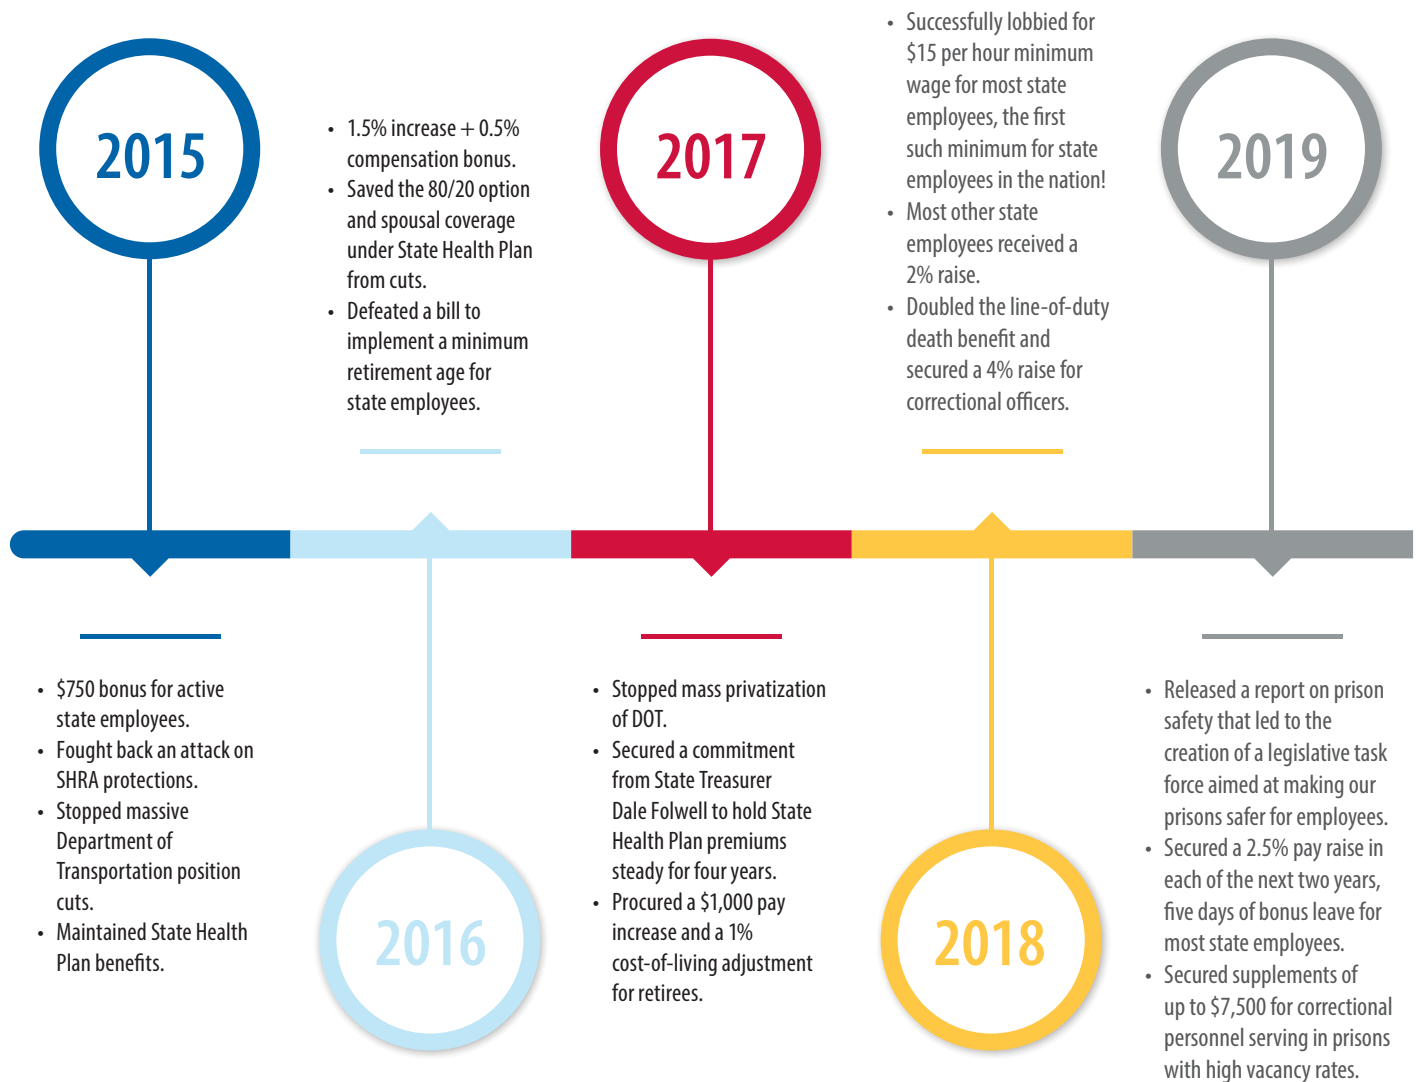 2015
• $750 bonus for active
state employees.
• Fought back an attack on
SHRA protections.
• Stopped massive
Department of
Transportation position
cuts.
• Maintained State Health
Plan benefits.
• 1.5% increase + 0.5%
compensation bonus.
• Saved the 80/20 option
and spousal coverage
under State Health Plan
from cuts.
• Defeated a bill to
implement a minimum
retirement age for
state employees.
2016
2017
• Stopped mass privatization
of DOT.
• Secured a commitment
from State Treasurer
Dale Folwell to hold State
Health Plan premiums
steady for four years.
• Procured a $1,000 pay
increase and a 1%
cost-of-living adjustment
for retirees.
• Successfully lobbied for
$15 per hour minimum
wage for most state
employees, the first
such minimum for state
employees in the nation!
• Most other state
employees received a
2% raise.
• Doubled the line-of-duty
death benefit and
secured a 4% raise for
correctional officers.
2018
2019
• Released a report on prison
safety that led to the
creation of a legislative task
force aimed at making our
prisons safer for employees.
• Secured a 2.5% pay raise in
each of the next two years,
five days of bonus leave for
most state employees.
• Secured supplements of
up to $7,500 for correctional
personnel serving in prisons
with high vacancy rates.